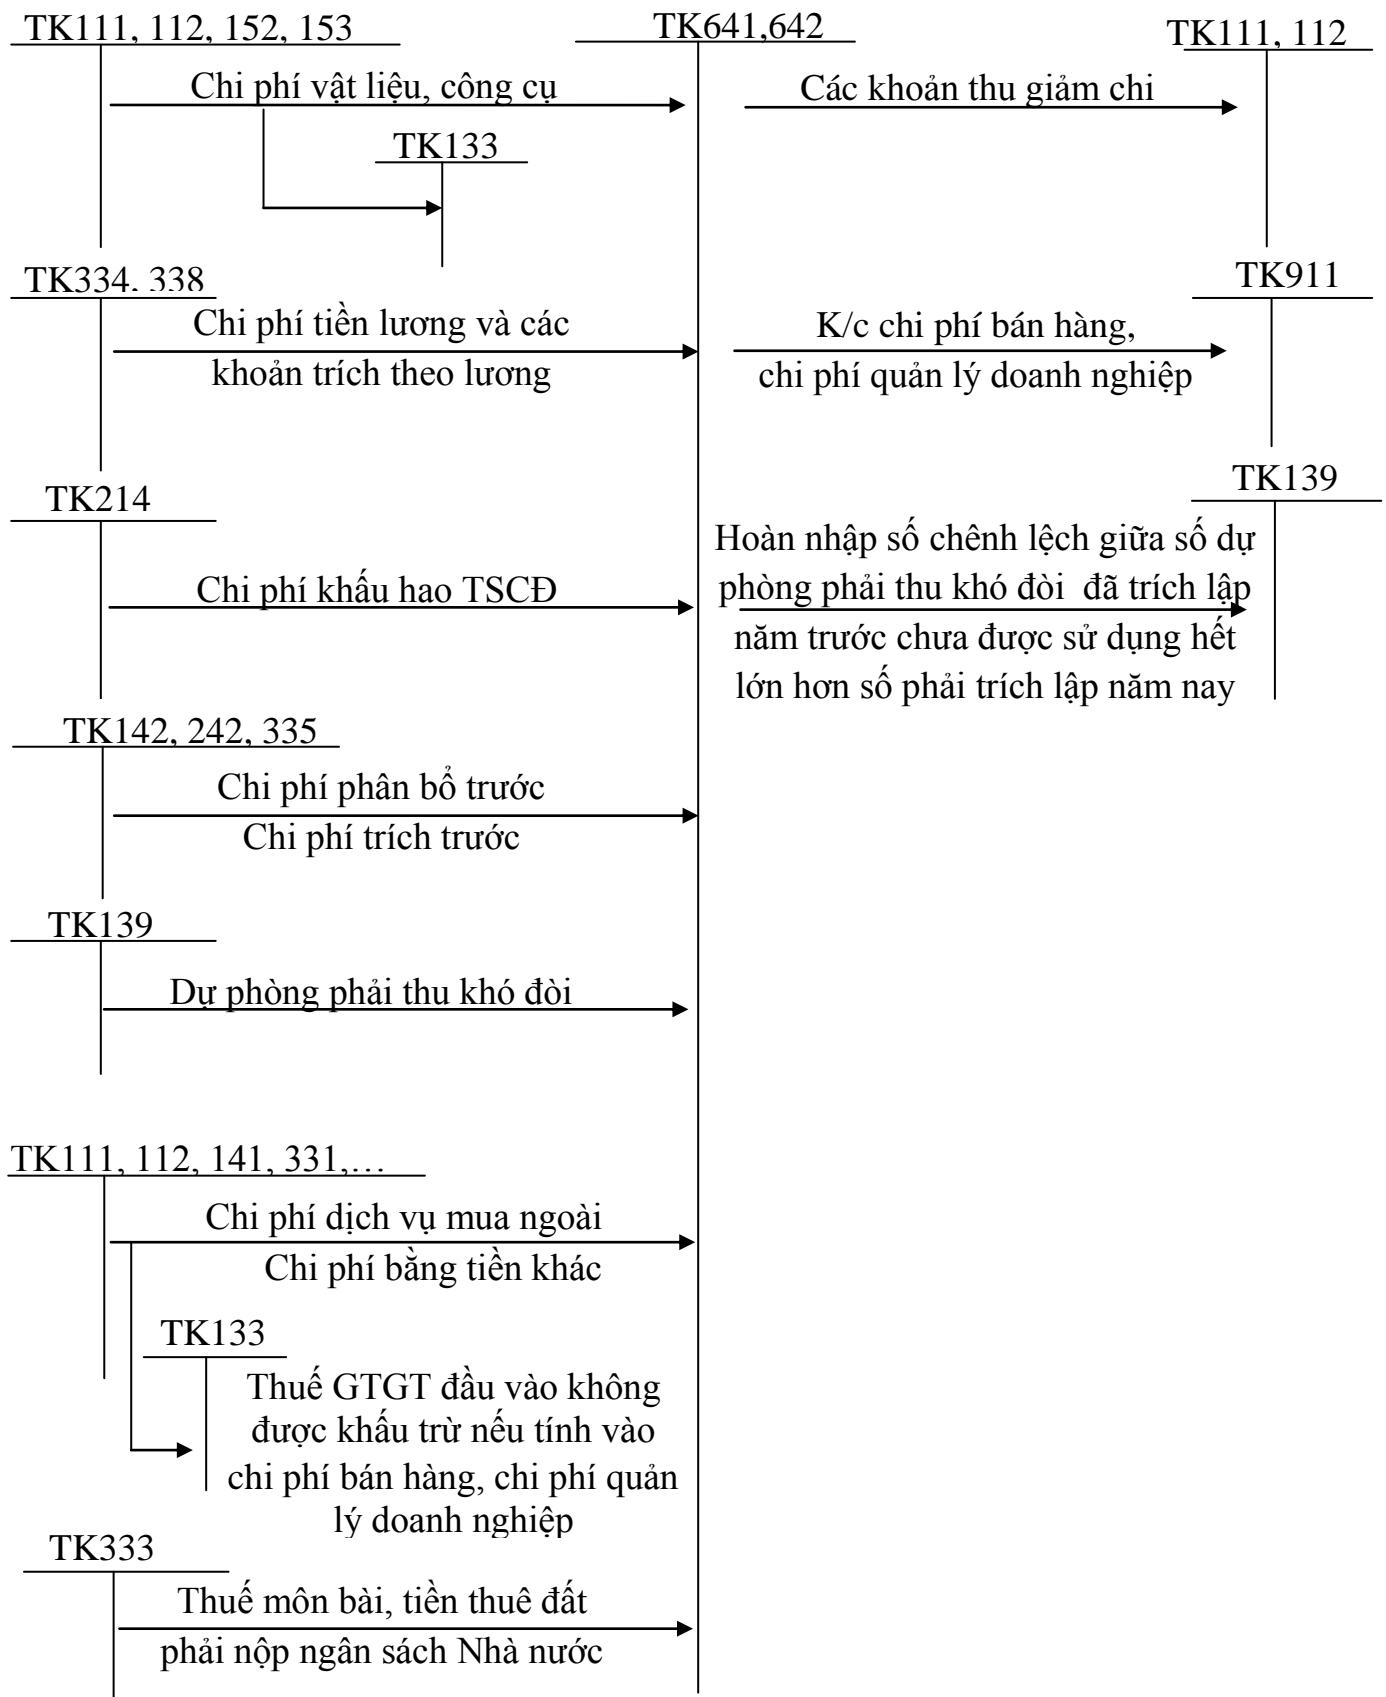 TK111, 112, 152, 153
TK641,642
TK111, 112
Chi phí vật liệu, công cụ
Các khoản thu giảm chi
TK133
TK334, 338
TK911
Chi phí tiền lương và các
khoản trích theo lương
K/c chi phí bán hàng,
chi phí quản lý doanh nghiệp
TK214
TK139
Chi phí khấu hao TSCĐ
Hoàn nhập số chênh lệch giữa số dự
phòng phải thu khó đòi đã trích lập
năm trước chưa được sử dụng hết
lớn hơn số phải trích lập năm nay
TK142, 242, 335
Chi phí phân bổ trước
Chi phí trích trước
TK139
Dự phòng phải thu khó đòi
TK111, 112, 141, 331,…
Chi phí dịch vụ mua ngoài
Chi phí bằng tiền khác
TK133
Thuế GTGT đầu vào không
được khấu trừ nếu tính vào
chi phí bán hàng, chi phí quản
lý doanh nghiệp
TK333
Thuế môn bài, tiền thuê đất
phải nộp ngân sách Nhà nước